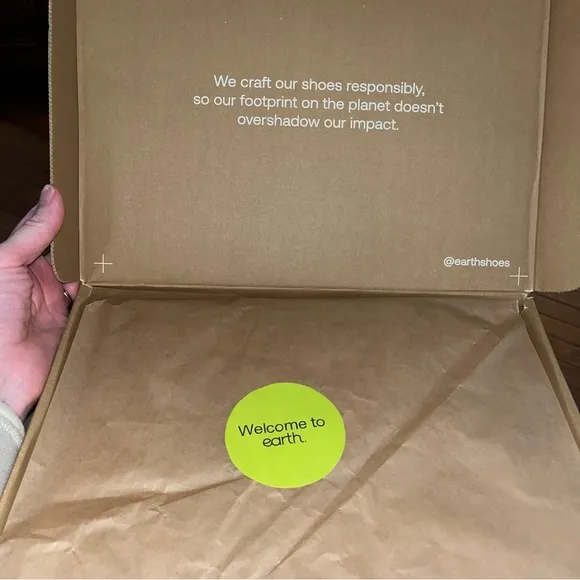 We craft our shoes responsibly,
so our footprint on the planet doesn't
overshadow our impact.
@earthshoes
Welcome to
earth.